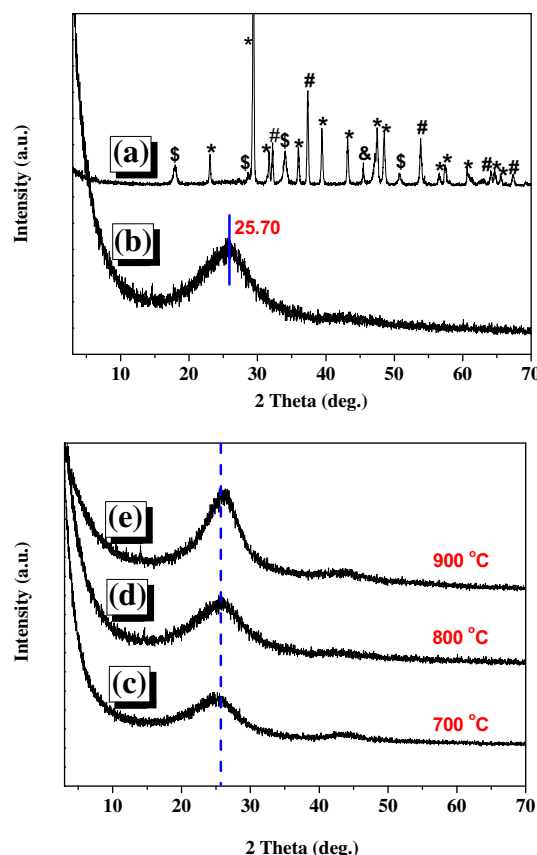 *
# # #
$ $ * $ * * * & * * $ * * * # * * #
(a)
(b)
25.70
Intensity (a.u.)
10 20 30 40 50 60 70
2 Theta (deg.)
(e)
900 °C
(d)
800 °C
(c)
700 °C
Intensity (a.u.)
10 20 30 40 50 60 70
2 Theta (deg.)